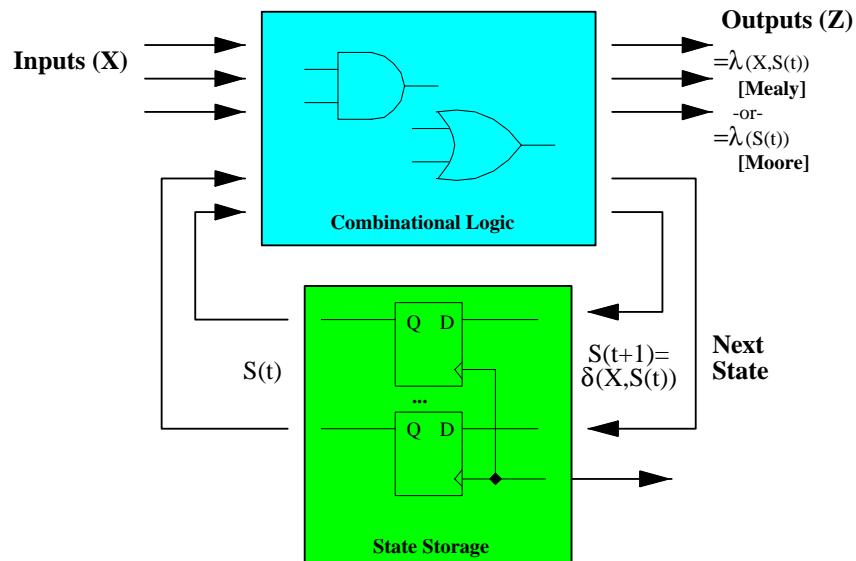 Outputs (Z)
Inputs (X)
=λ(X,S(t))
[Mealy]
-or-
=λ(S(t))
[Moore]
Combinational Logic
Q D
S(t)
S(t+1)=
δ(X,S(t))
Next
State
...
Q D
State Storage